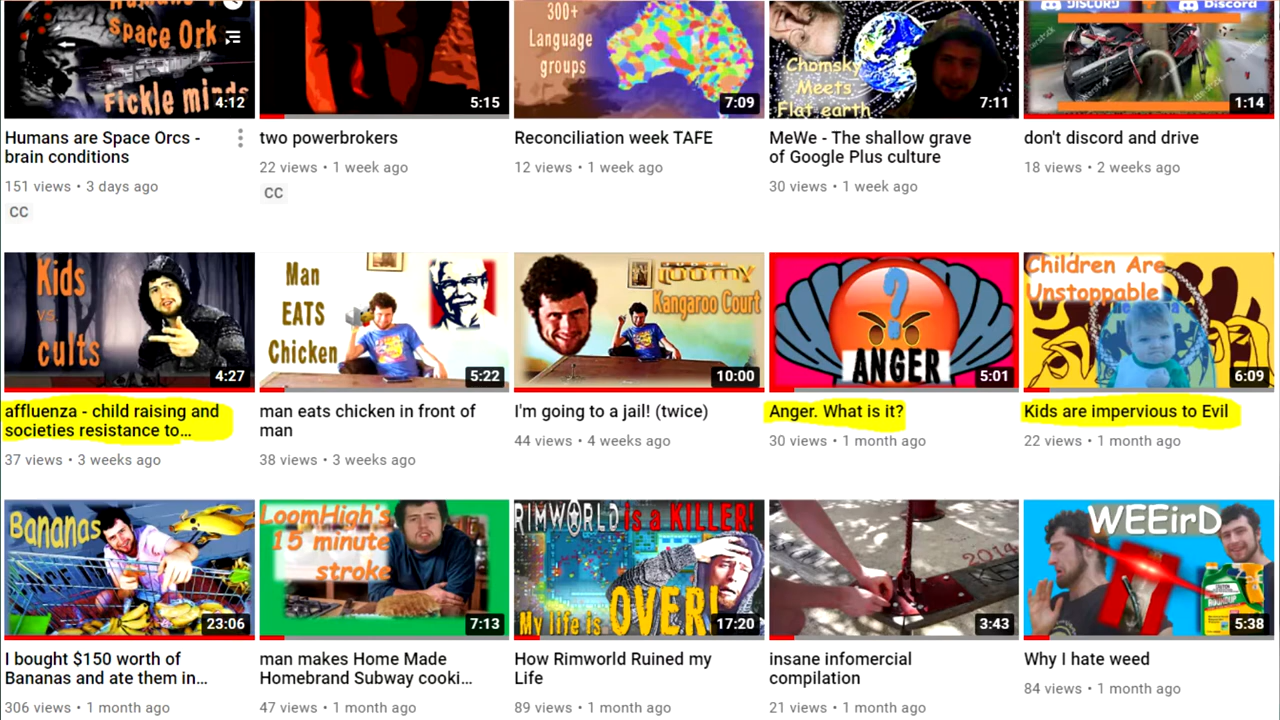 Humans
Space Ork
Fickle minds
4:12
300+
Language
groups
Chomsky
Meets
Flat earth
DISCORD
Discord
5:15
7:09
7:11
1:14
Humans are Space Orcs -
brain conditions
151 views • 3 days ago
CC
two powerbrokers
22 views • 1 week ago
CC
Reconciliation week TAFE
12 views • 1 week ago
MeWe - The shallow grave
of Google Plus culture
30 views • 1 week ago
don't discord and drive
18 views • 2 weeks ago
Kids
vs.
cults
4:27
Man
EATS
Chicken
5:22
Kangaroo Court
10:00
?
ANGER
5:01
Children Are
Unstoppable
6:09
affluenza - child raising and
societies resistance to...
37 views • 3 weeks ago
man eats chicken in front of
man
38 views • 3 weeks ago
I'm going to a jail! (twice)
44 views • 4 weeks ago
Anger. What is it?
30 views • 1 month ago
Kids are impervious to Evil
22 views • 1 month ago
Bananas
23:06
LoomHigh's
15 minute
stroke
7:13
RIMWORLD is a KILLER!
My life is OVER!
17:20
2014
3:43
WEEirD
5:38
I bought $150 worth of
Bananas and ate them in...
306 views • 1 month ago
man makes Home Made
Homebrand Subway cooki...
47 views • 1 month ago
How Rimworld Ruined my
Life
89 views • 1 month ago
insane infomercial
compilation
21 views • 1 month ago
Why I hate weed
84 views • 1 month ago